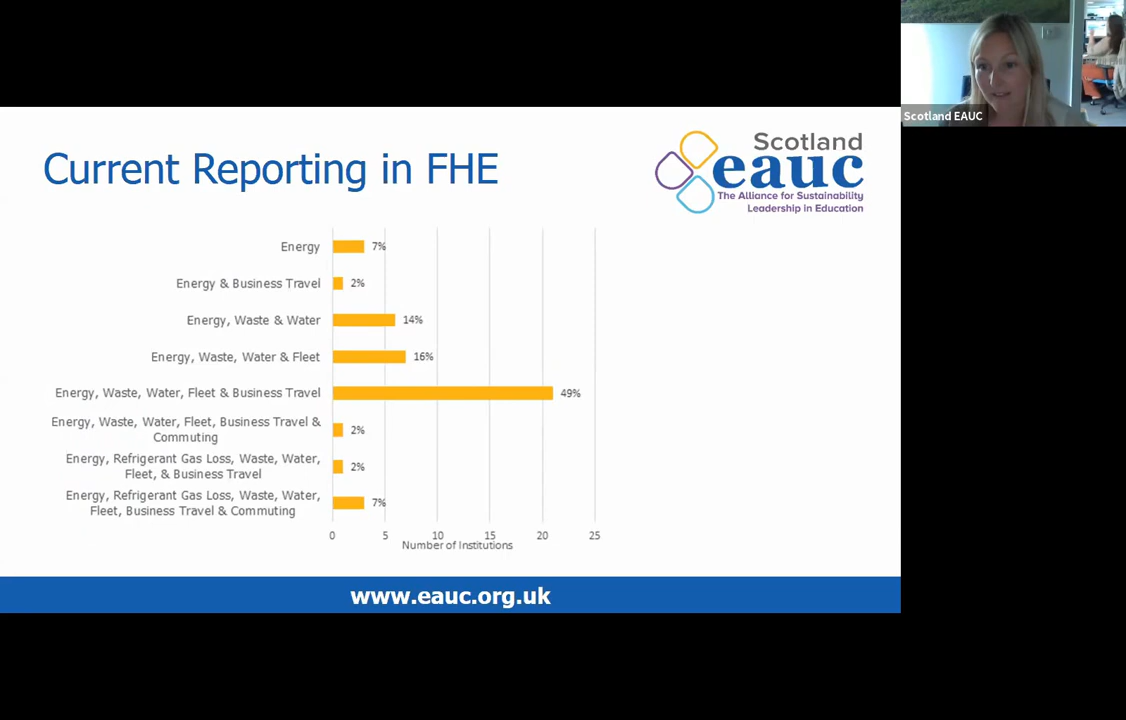 Scotland EAUC
Current Reporting in FHE
Scotland
eauc
The Alliance for Sustainability
Leadership in Education
Energy
7%
Energy & Business Travel
2%
Energy, Waste & Water
14%
Energy, Waste, Water & Fleet
16%
Energy, Waste, Water, Fleet & Business Travel
49%
Energy, Waste, Water, Fleet, Business Travel &
Commuting
2%
Energy, Refrigerant Gas Loss, Waste, Water,
Fleet, & Business Travel
2%
Energy, Refrigerant Gas Loss, Waste, Water,
Fleet, Business Travel & Commuting
7%
0 5 10 15 20 25
Number of Institutions
www.eauc.org.uk